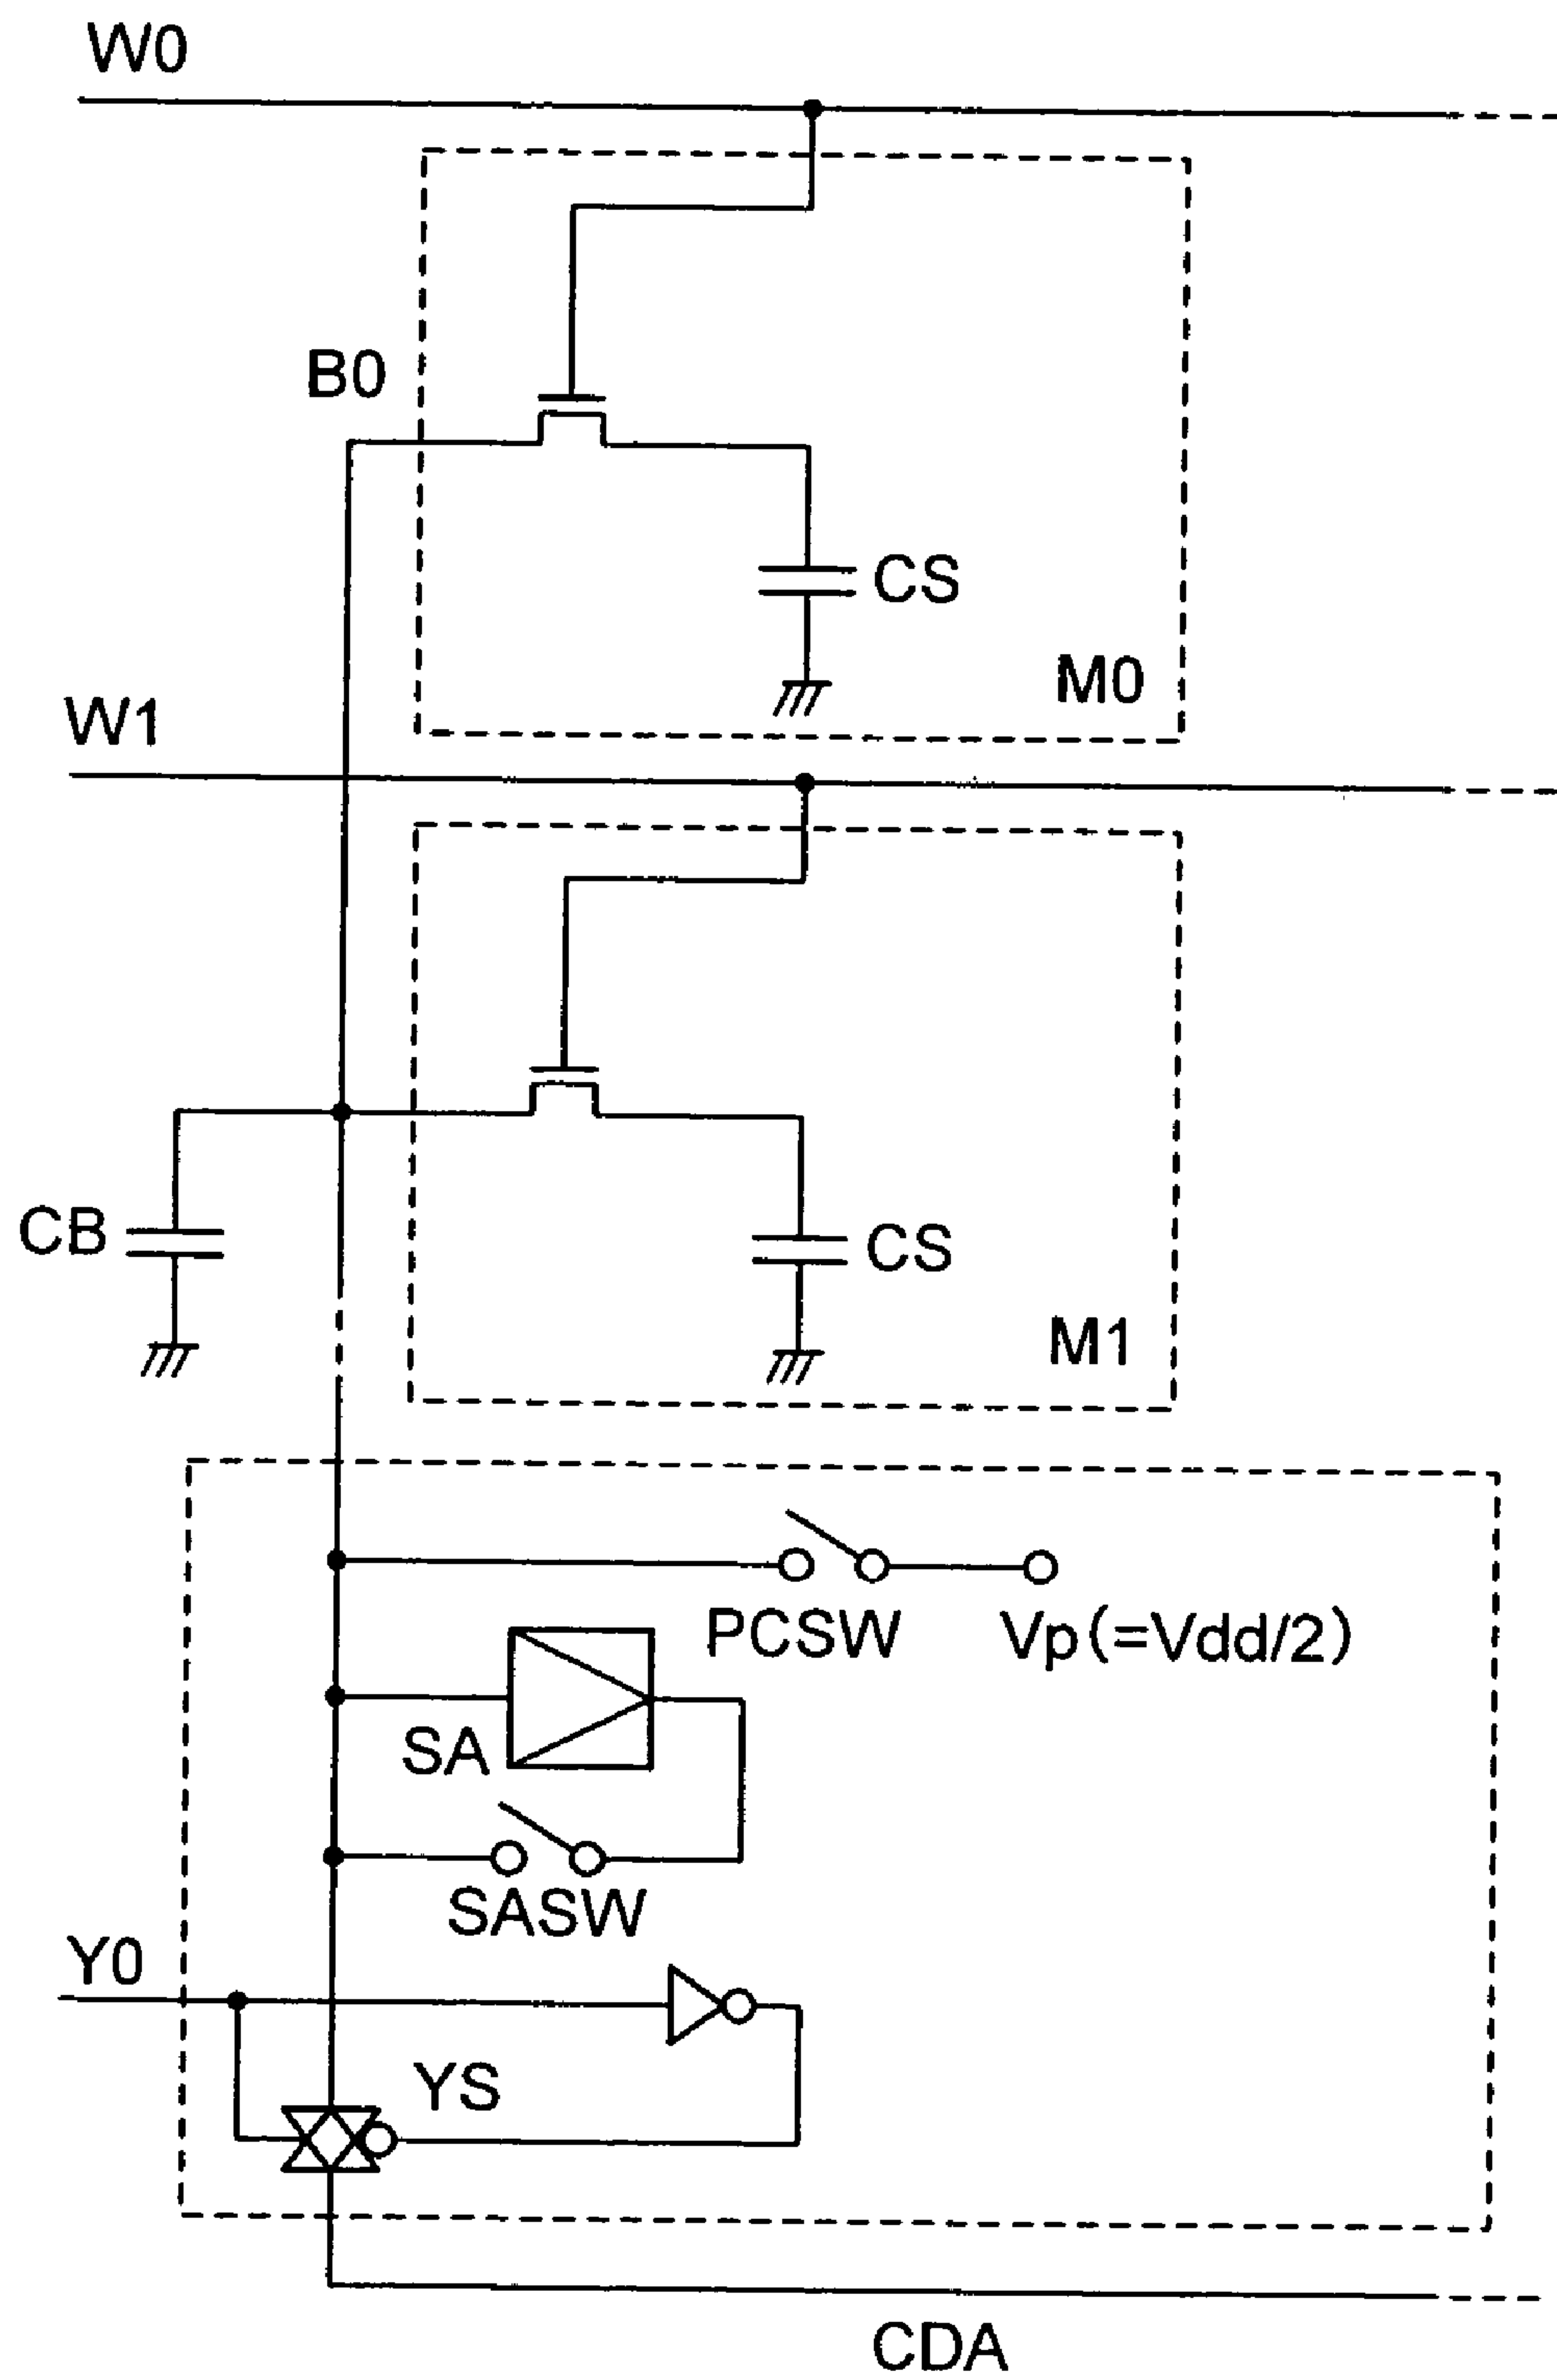 W0
B0
CS
M0
W1
CB
CS
M1
PCSW
Vp(=Vdd/2)
SA
SASW
Y0
YS
CDA